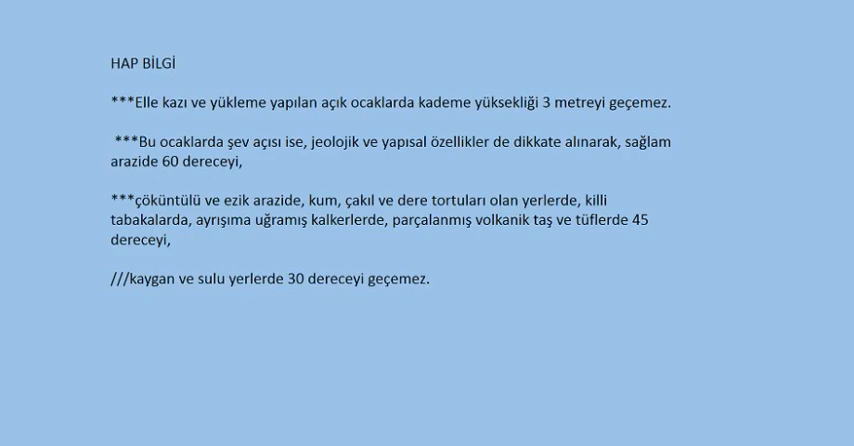 HAP BİLGİ
***Elle kazı ve yükleme yapılan açık ocaklarda kademe yüksekliği 3 metreyi geçemez.
***Bu ocaklarda şev açısı ise, jeolojik ve yapısal özellikler de dikkate alınarak, sağlam
arazide 60 dereceyi,
***çöküntülü ve ezik arazide, kum, çakıl ve dere tortuları olan yerlerde, killi
tabakalarda, ayrışıma uğramış kalkerlerde, parçalanmış volkanik taş ve tüflerde 45
dereceyi,
///kaygan ve sulu yerlerde 30 dereceyi geçemez.